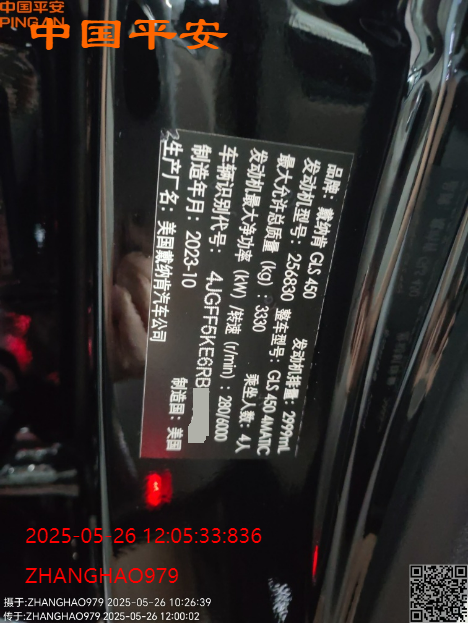 中国平安
PING AN
中国平安
品牌：戴纳肯 GLS 450
发动机型号：256830 发动机排量：2999mL
最大允许总质量（kg）：3330 整车型号：GLS 450 4MATIC
发动机最大净功率（kW）/转速（r/min）：280/6000 乘坐人数：4人
车辆识别代号：4JGFF5KE6RB
制造年月：2023-10
生产厂名：美国戴纳肯汽车公司 制造国：美国
2025-05-26 12:05:33:836
ZHANGHAO979
摄于:ZHANGHAO979 2025-05-26 10:26:39
传于:ZHANGHAO979 2025-05-26 12:00:02